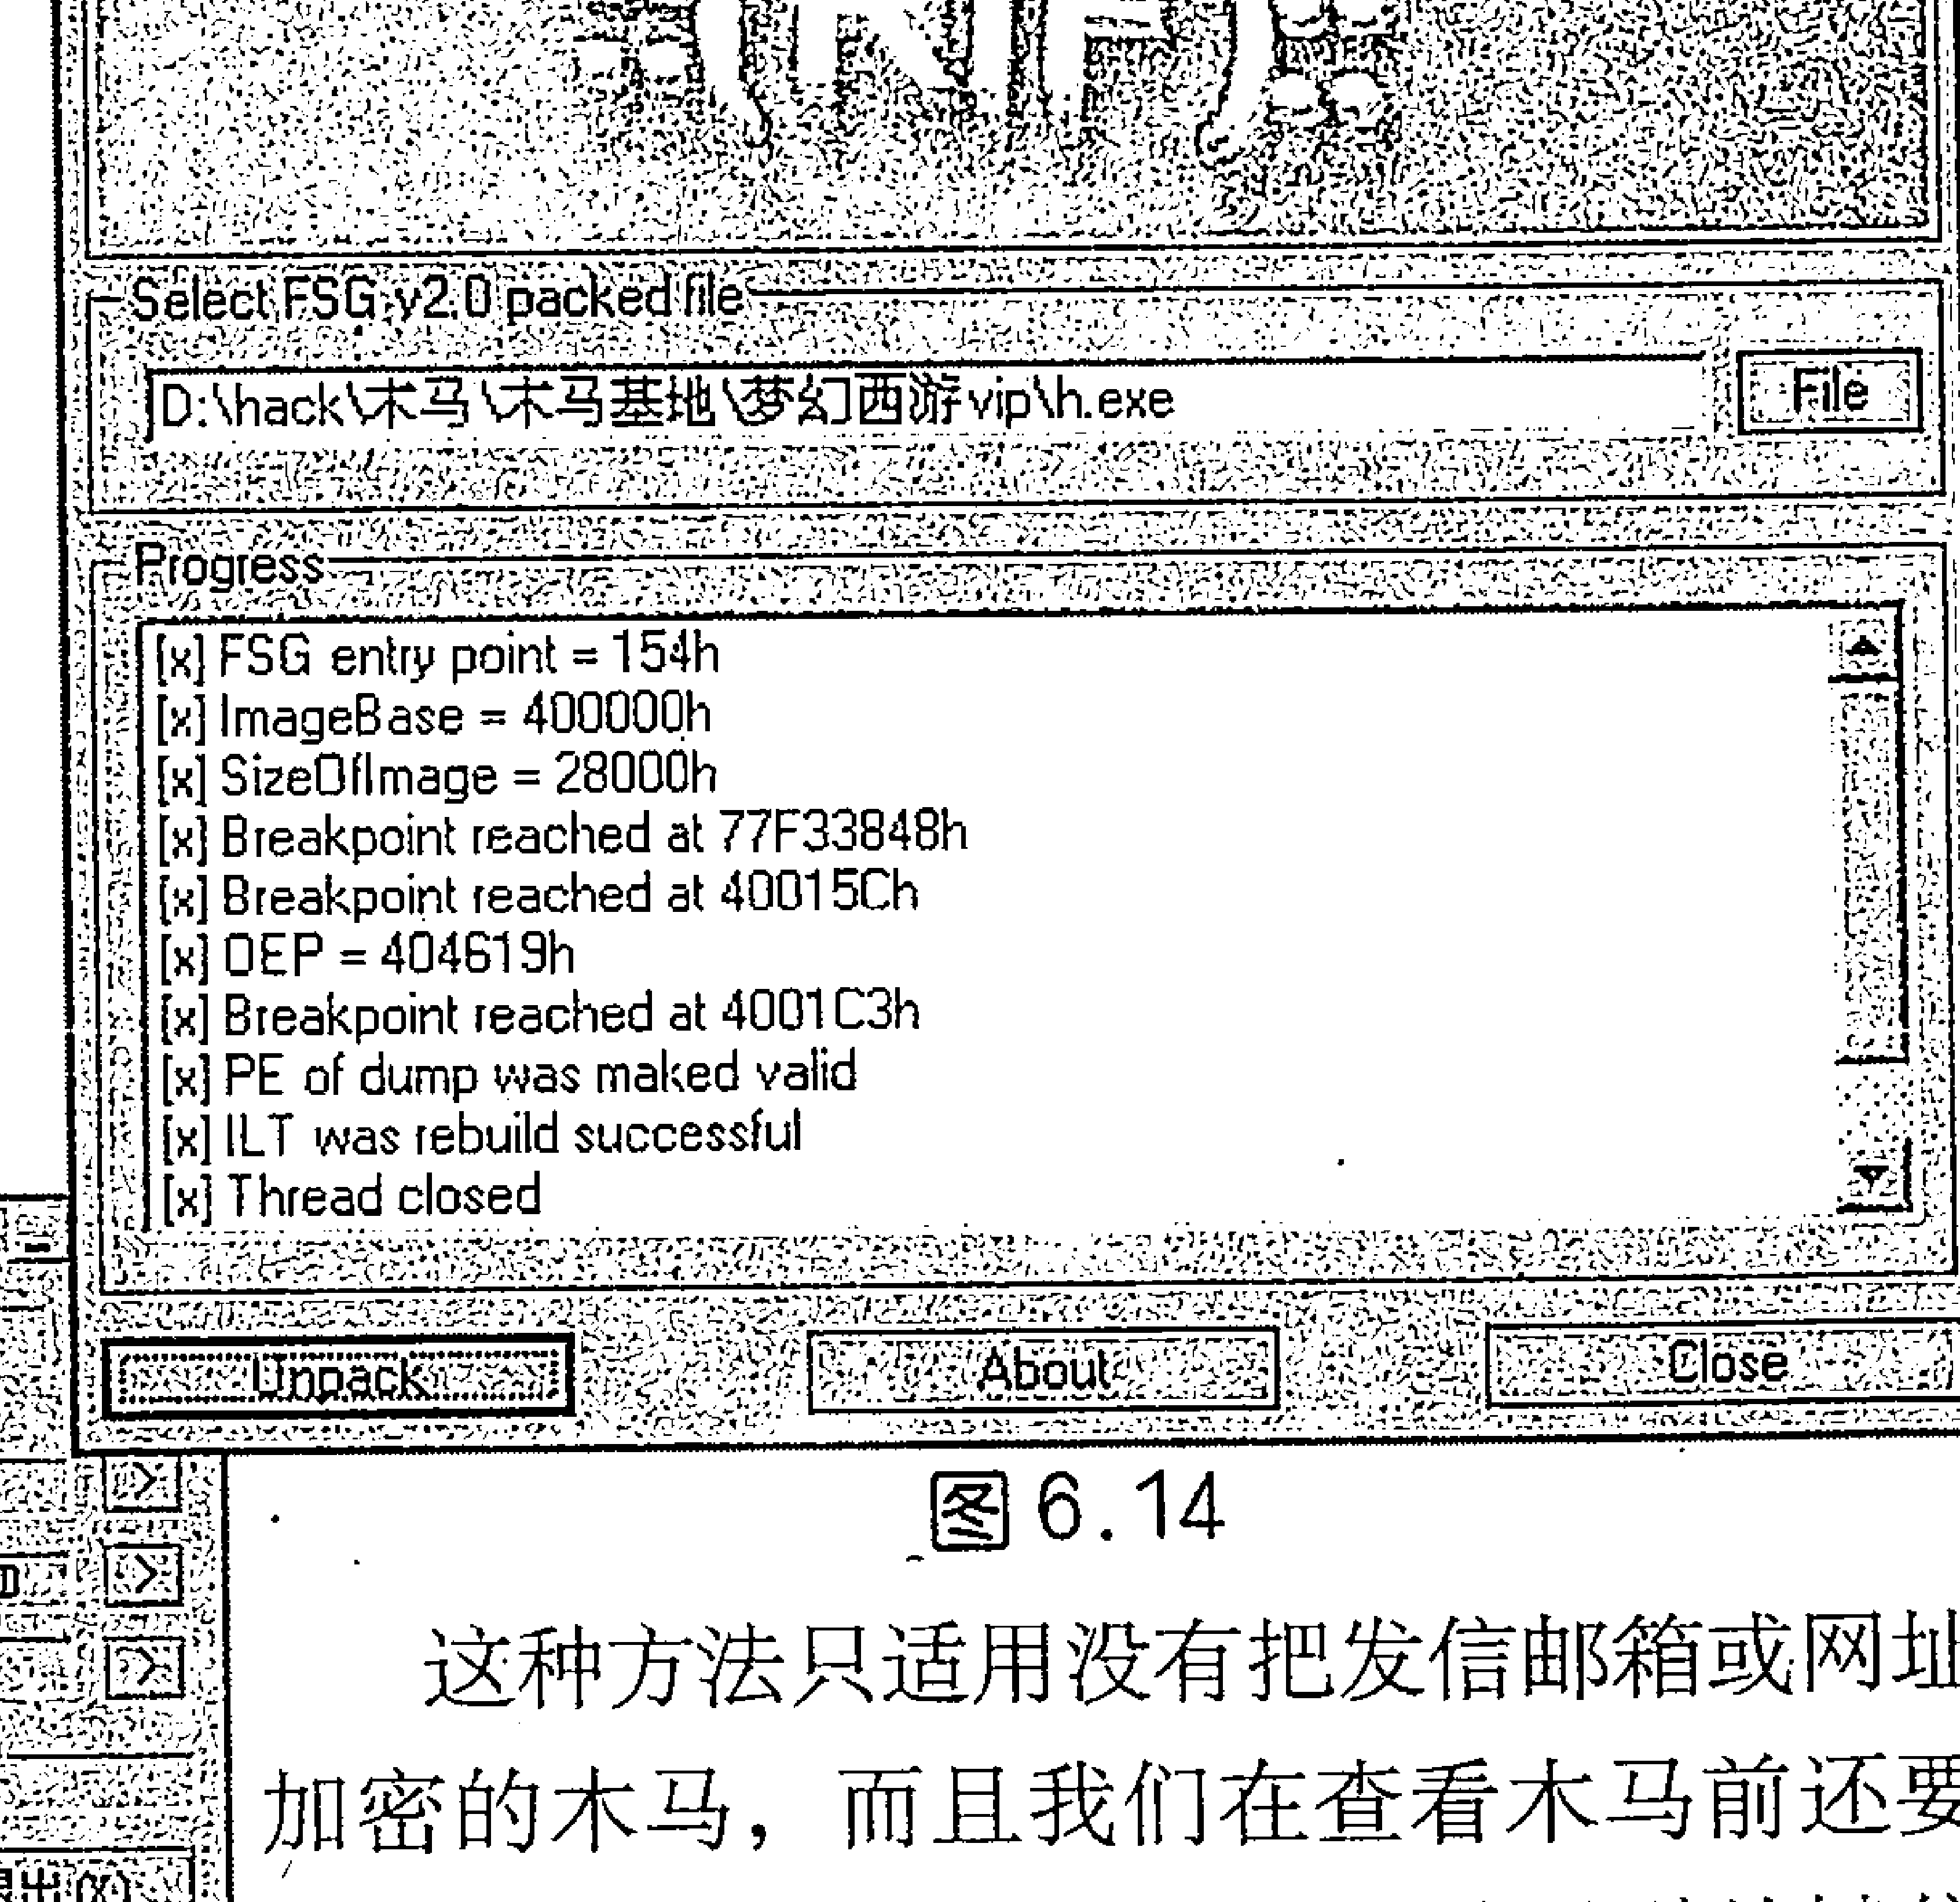 Select FSG v2.0 packed file
D:\hack\木马\木马基地\梦幻西游vip\h.exe
File
Progress
[x] FSG entry point = 154h
[x] ImageBase = 400000h
[x] SizeOfImage = 28000h
[x] Breakpoint reached at 77F33848h
[x] Breakpoint reached at 40015Ch
[x] OEP = 404619h
[x] Breakpoint reached at 4001C3h
[x] PE of dump was maked valid
[x] ILT was rebuild successful
[x] Thread closed
Unpack About Close
>
>
>
出(X)
图 6.14
这种方法只适用没有把发信邮箱或网址
加密的木马，而且我们在查看木马前还要